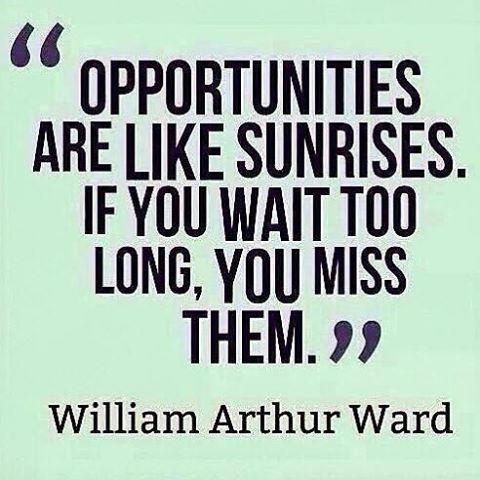 “ OPPORTUNITIES
ARE LIKE SUNRISES.
IF YOU WAIT TOO
LONG, YOU MISS
THEM. ”
William Arthur Ward